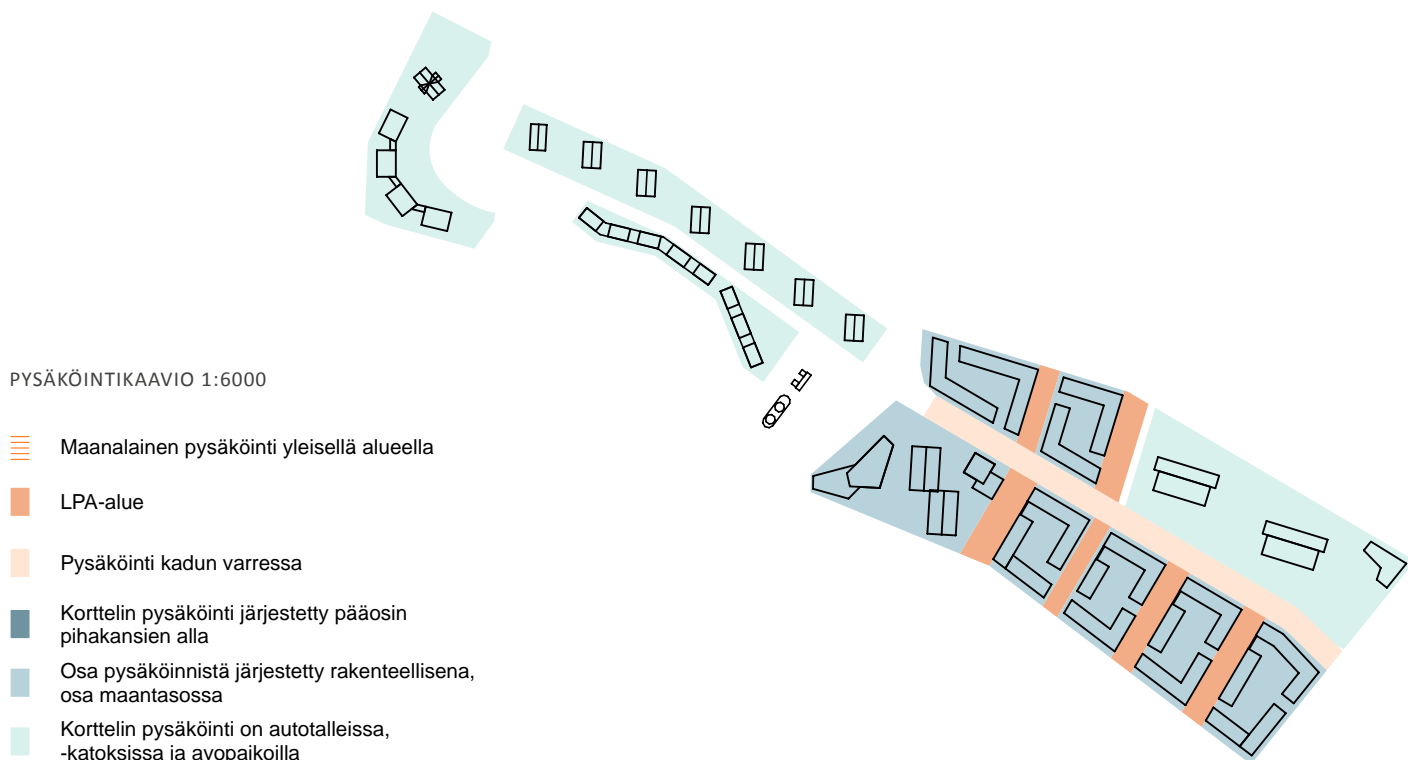 PYSÄKÖINTIKAAVIO 1:6000
Maanalainen pysäköinti yleisellä alueella
LPA-alue
Pysäköinti kadun varressa
Korttelin pysäköinti järjestetty pääosin
pihakansien alla
Osa pysäköinnistä järjestetty rakenteellisena,
osa maantasossa
Korttelin pysäköinti on autotalleissa,
-katoksissa ja avopaikoilla